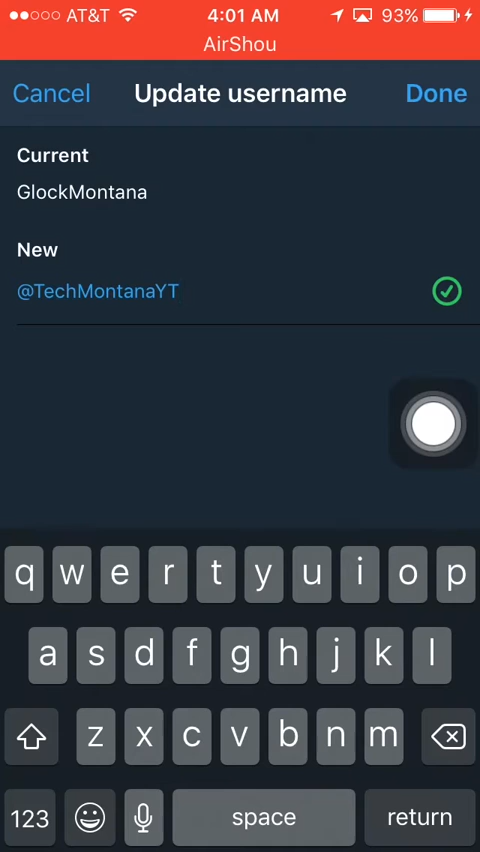 AT&T 4:01 AM 93%
AirShou
Cancel Update username Done
Current
GlockMontana
New
@TechMontanaYT
q w e r t y u i o p
a s d f g h j k l
z x c v b n m
123 space return